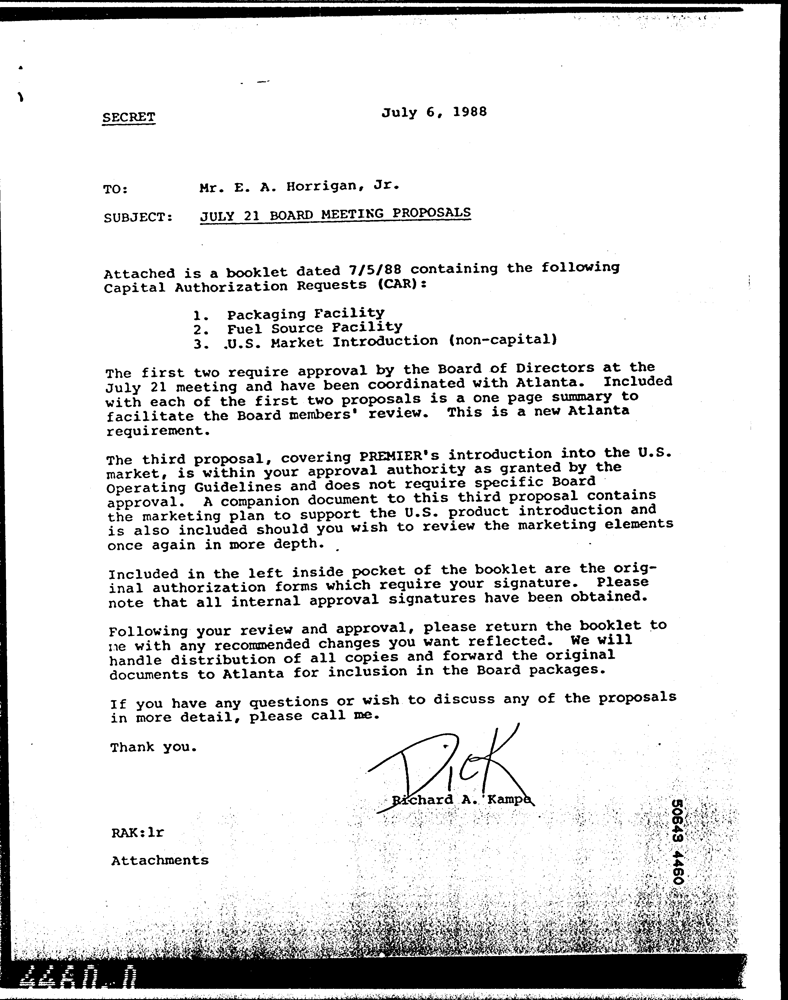 SECRET
July 6, 1988
TO: Mr. E. A. Horrigan, Jr.
SUBJECT: JULY 21 BOARD MEETING PROPOSALS
Attached is a booklet dated 7/5/88 containing the following
Capital Authorization Requests (CAR):
1. Packaging Facility
2. Fuel Source Facility
3. .U.S. Market Introduction (non-capital)
The first two require approval by the Board of Directors at the
July 21 meeting and have been coordinated with Atlanta. Included
with each of the first two proposals is a one page summary to
facilitate the Board members' review. This is a new Atlanta
requirement.
The third proposal, covering PREMIER's introduction into the U.S.
market, is within your approval authority as granted by the
Operating Guidelines and does not require specific Board
approval. A companion document to this third proposal contains
the marketing plan to support the U.S. product introduction and
is also included should you wish to review the marketing elements
once again in more depth.
Included in the left inside pocket of the booklet are the orig-
inal authorization forms which require your signature. Please
note that all internal approval signatures have been obtained.
Following your review and approval, please return the booklet to
me with any recommended changes you want reflected. We will
handle distribution of all copies and forward the original
documents to Atlanta for inclusion in the Board packages.
If you have any questions or wish to discuss any of the proposals
in more detail, please call me.
Thank you.
Dick
Richard A. Kampe
RAK:lr
Attachments
50643 4460
4460.0